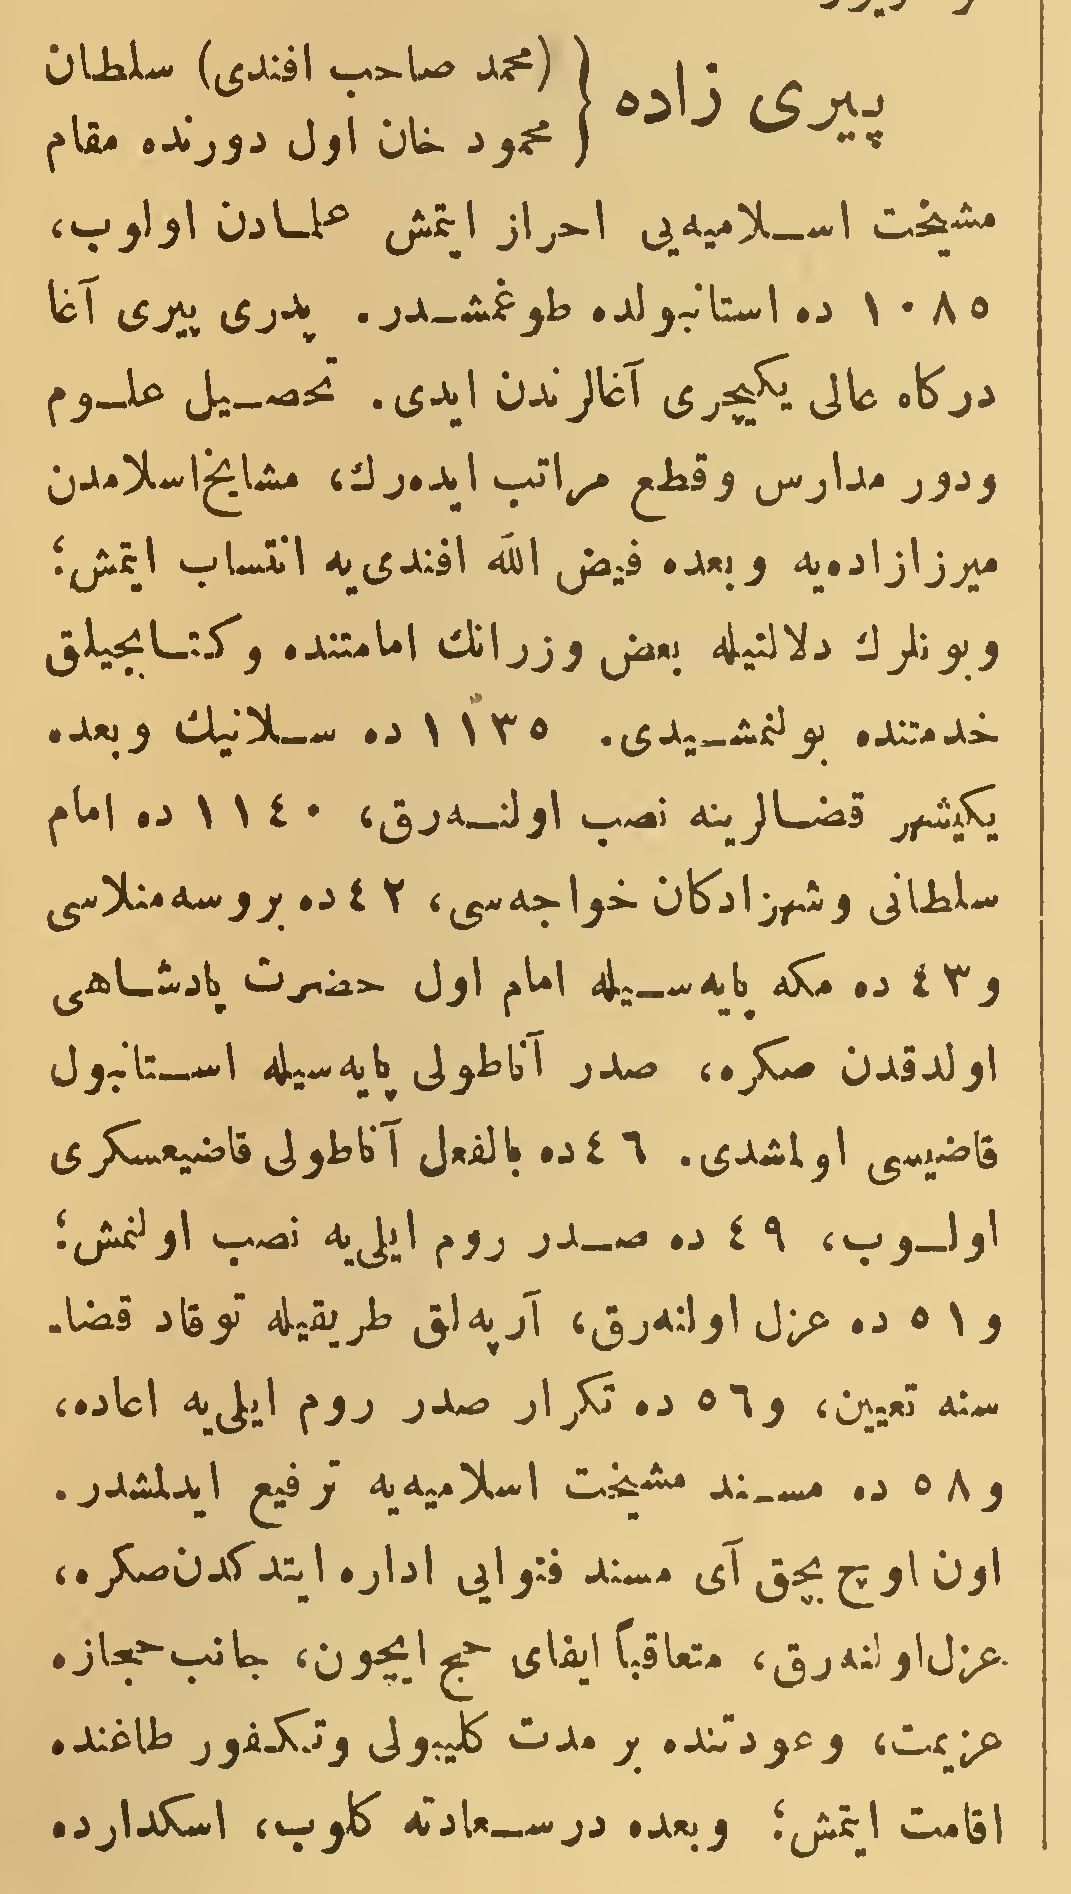 پیری زاده { (محمد صاحب افندی) سلطان
محمود خان اول دورنده مقام
مشیخت اسلامیه‌یی احراز ایتمش علمادن اولوب،
۱۰۸۵ ده استانبولده طوغمشدر. پدری پیری آغا
درکاه عالی یکیچری آغالرندن ایدی. تحصیل علوم
ودور مدارس وقطع مراتب ایده‌رك، مشایخ اسلامدن
میرزازاده‌یه وبعده فیض الله افندی‌یه انتساب ایتمش؛
وبونلرك دلالتیله بعض وزرانك امامتنده وکتابجیلق
خدمتنده بولنمشیدی. ۱۱۳۵ ده سلانیك وبعده
یکیشهر قضالرینه نصب اولنه‌رق، ۱۱٤۰ ده امام
سلطانی وشهزادکان خواجه‌سی، ٤۲ ده بروسه منلاسی
و٤۳ ده مکه پایه‌سیله امام اول حضرت پادشاهی
اولدقدن صکره، صدر آناطولی پایه‌سیله استانبول
قاضیسی اولمشدی. ٤٦ ده بالفعل آناطولی قاضیعسکری
اولوب، ٤۹ ده صدر روم ایلی‌یه نصب اولنمش؛
و٥۱ ده عزل اولنه‌رق، آرپه‌لق طریقیله توقاد قضا-
سنه تعیین، و٥٦ ده تکرار صدر روم ایلی‌یه اعاده،
و٥۸ ده مسند مشیخت اسلامیه‌یه ترفیع ایدلمشدر.
اون اوچ بچق آی مسند فتوایی اداره ایتدکدن صکره،
عزل اولنه‌رق، متعاقباً ایفای حج ایچون، جانب حجازه
عزیمت، وعودتنده بر مدت کلیبولی وتکفور طاغنده
اقامت ایتمش؛ وبعده درسعادته کلوب، اسکدارده